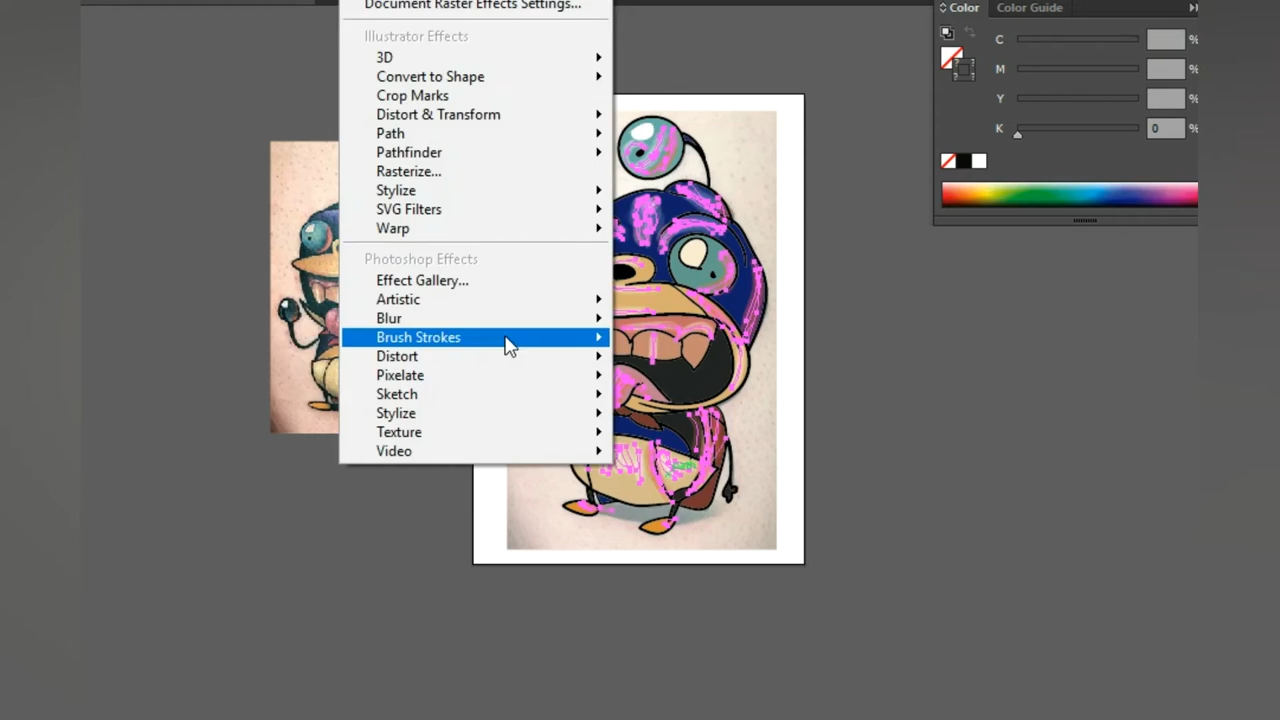 Document Raster Effects Settings...
Illustrator Effects
3D
Convert to Shape
Crop Marks
Distort & Transform
Path
Pathfinder
Rasterize...
Stylize
SVG Filters
Warp
Photoshop Effects
Effect Gallery...
Artistic
Blur
Brush Strokes
Distort
Pixelate
Sketch
Stylize
Texture
Video
Color Color Guide
C %
M %
Y %
K 0 %